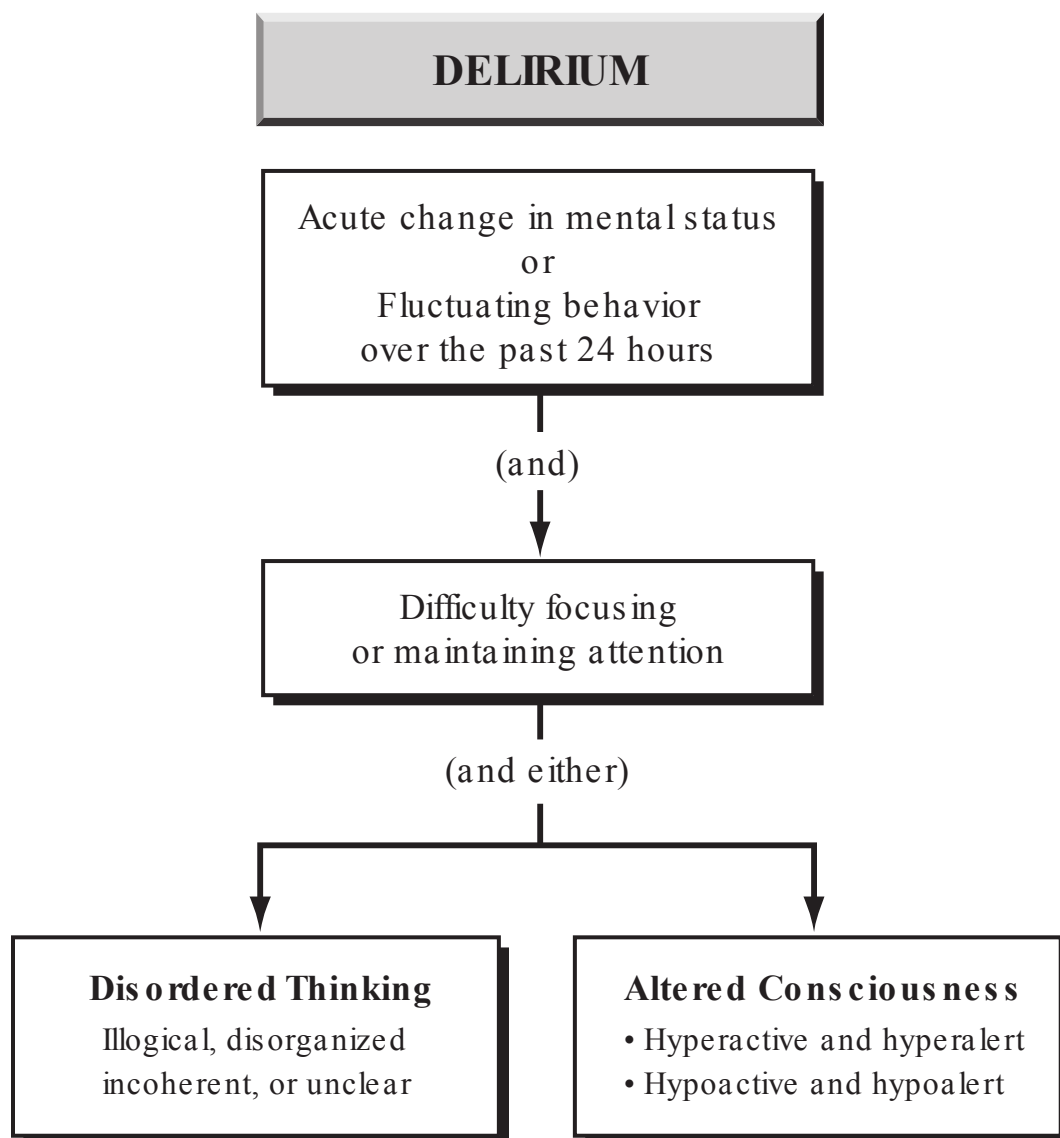 DELIRIUM
Acute change in mental status
or
Fluctuating behavior
over the past 24 hours
(and)
Difficulty focusing
or maintaining attention
(and either)
Disordered Thinking
Illogical, disorganized
incoherent, or unclear
Altered Consciousness
• Hyperactive and hyperalert
• Hypoactive and hypoalert